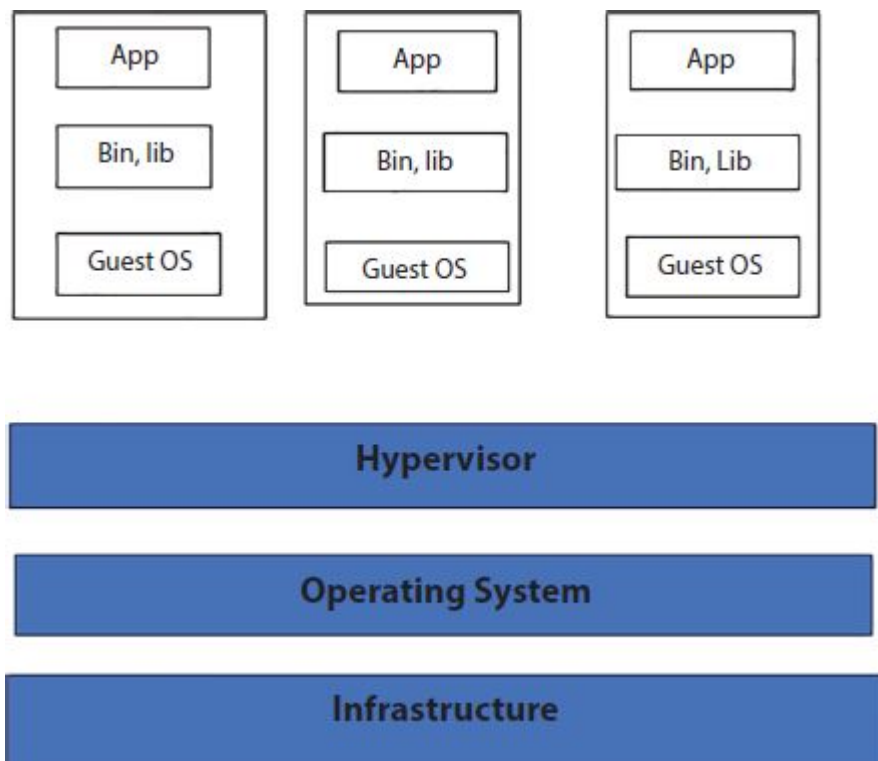 App
App
App
Bin, lib
Bin, lib
Bin, Lib
Guest OS
Guest OS
Guest OS
Hypervisor
Operating System
Infrastructure